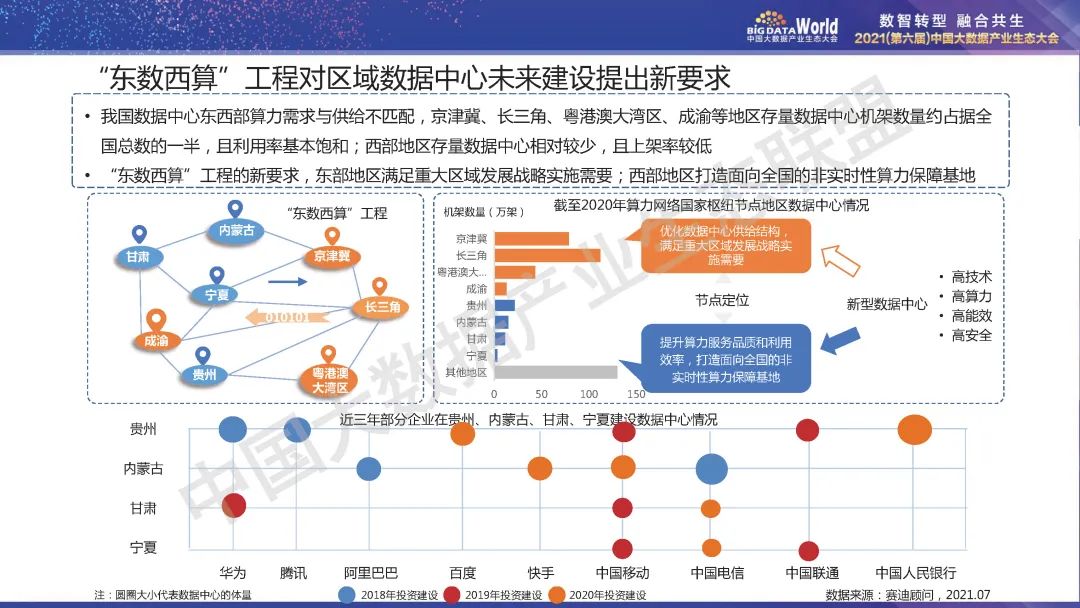 BIG DATA World
中国大数据产业生态大会
数智转型 融合共生
2021(第六届)中国大数据产业生态大会
“东数西算”工程对区域数据中心未来建设提出新要求
• 我国数据中心东西部算力需求与供给不匹配，京津冀、长三角、粤港澳大湾区、成渝等地区存量数据中心机架数量约占据全
国总数的一半，且利用率基本饱和；西部地区存量数据中心相对较少，且上架率较低
• “东数西算”工程的新要求，东部地区满足重大区域发展战略实施需要；西部地区打造面向全国的非实时性算力保障基地
“东数西算”工程
内蒙古
甘肃
京津翼
宁夏
长三角
010101
成渝
贵州
粤港澳
大湾区
机架数量（万架）
截至2020年算力网络国家枢纽节点地区数据中心情况
京津冀
长三角
粤港澳大...
成渝
贵州
内蒙古
甘肃
宁夏
其他地区
0 50 100 150
优化数据中心供给结构，
满足重大区域发展战略实
施需要
节点定位
提升算力服务品质和利用
效率，打造面向全国的非
实时性算力保障基地
新型数据中心
• 高技术
• 高算力
• 高能效
• 高安全
近三年部分企业在贵州、内蒙古、甘肃、宁夏建设数据中心情况
贵州
内蒙古
甘肃
宁夏
华为 腾讯 阿里巴巴 百度 快手 中国移动 中国电信 中国联通 中国人民银行
注：圆圈大小代表数据中心的体量
2018年投资建设 2019年投资建设 2020年投资建设
数据来源：赛迪顾问，2021.07
中国大数据产业生态联盟